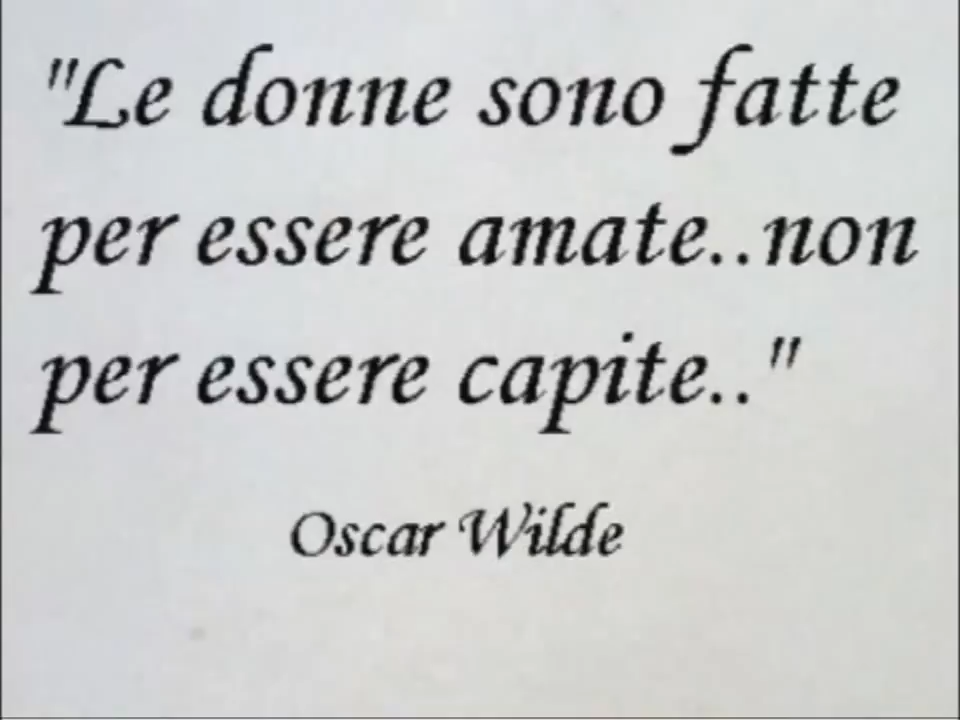 "Le donne sono fatte
per essere amate..non
per essere capite.."
Oscar Wilde